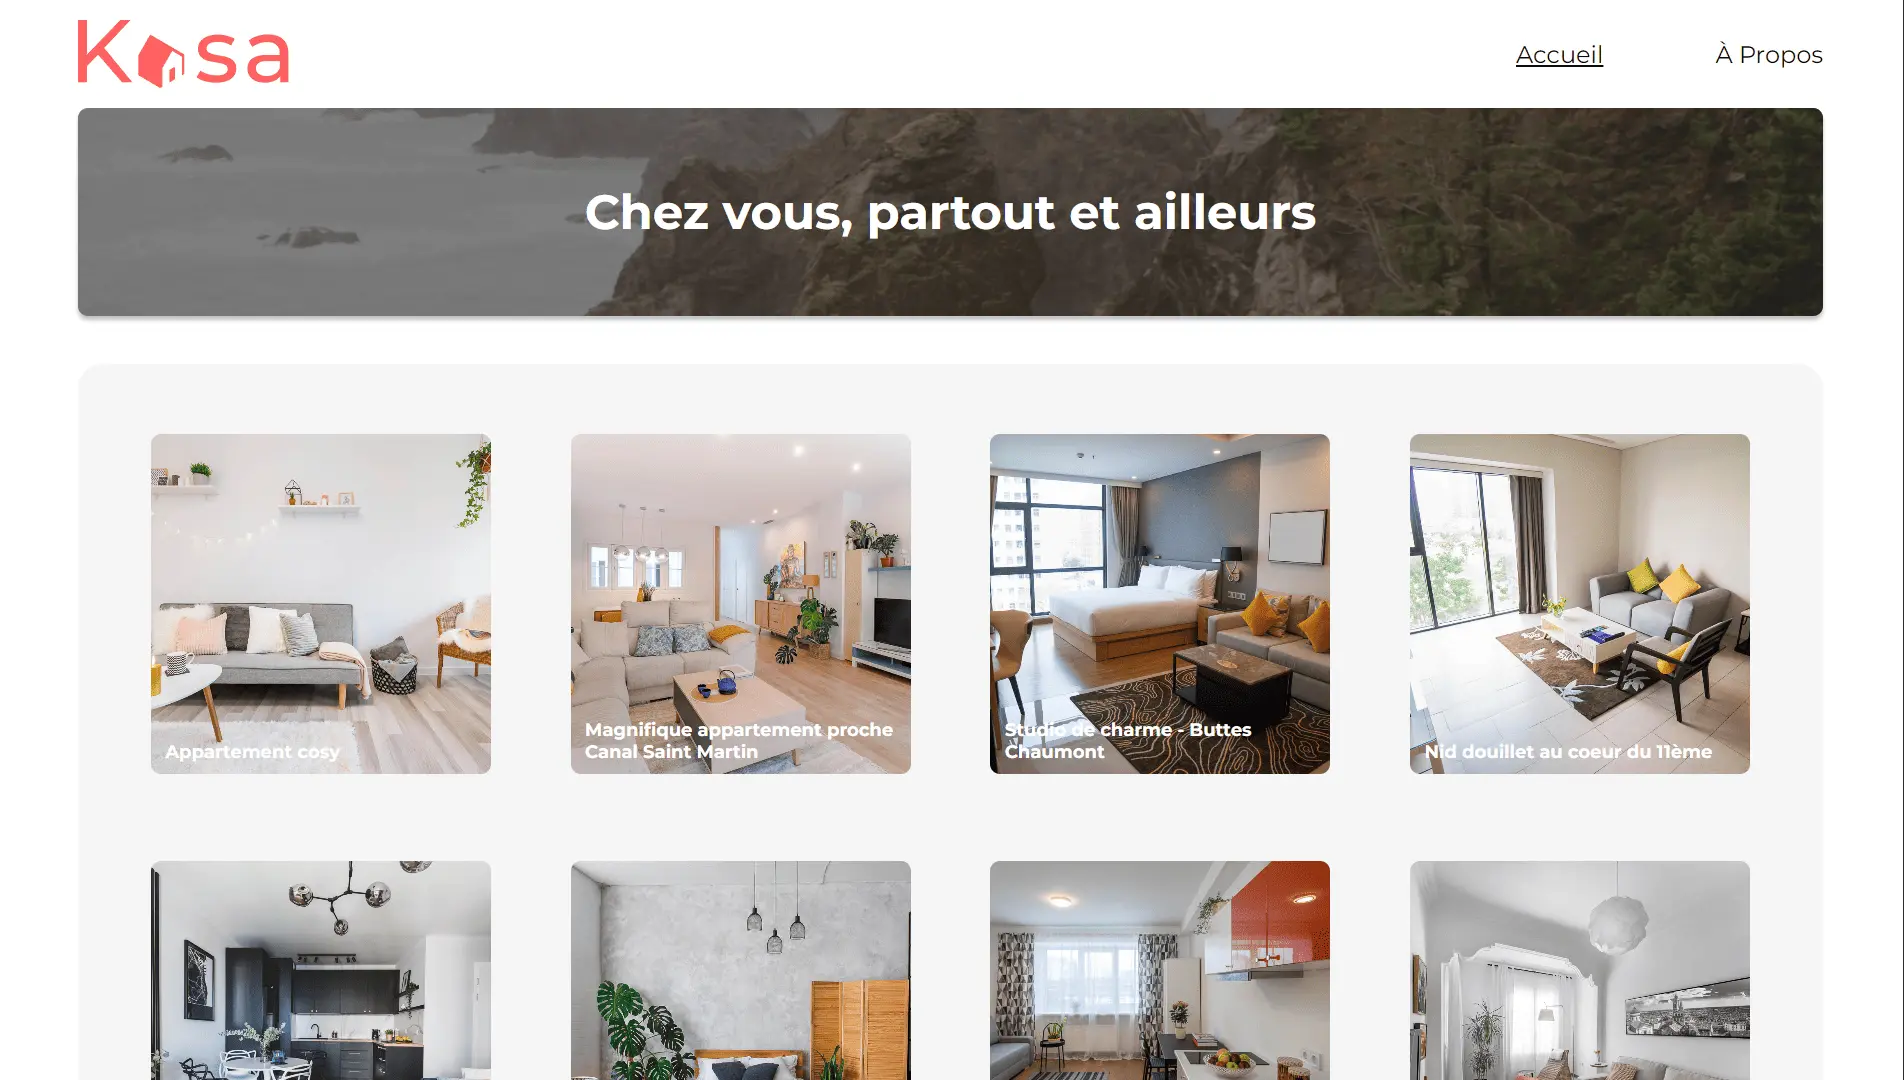 Kasa
Accueil
À Propos
Chez vous, partout et ailleurs
Appartement cosy
Magnifique appartement proche
Canal Saint Martin
Studio de charme - Buttes
Chaumont
Nid douillet au coeur du 11ème